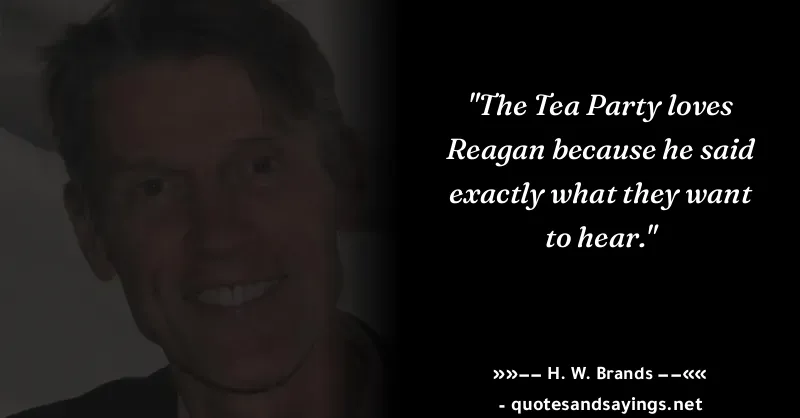 "The Tea Party loves
Reagan because he said
exactly what they want
to hear."
»»−− H. W. Brands −−««
- quotesandsayings.net